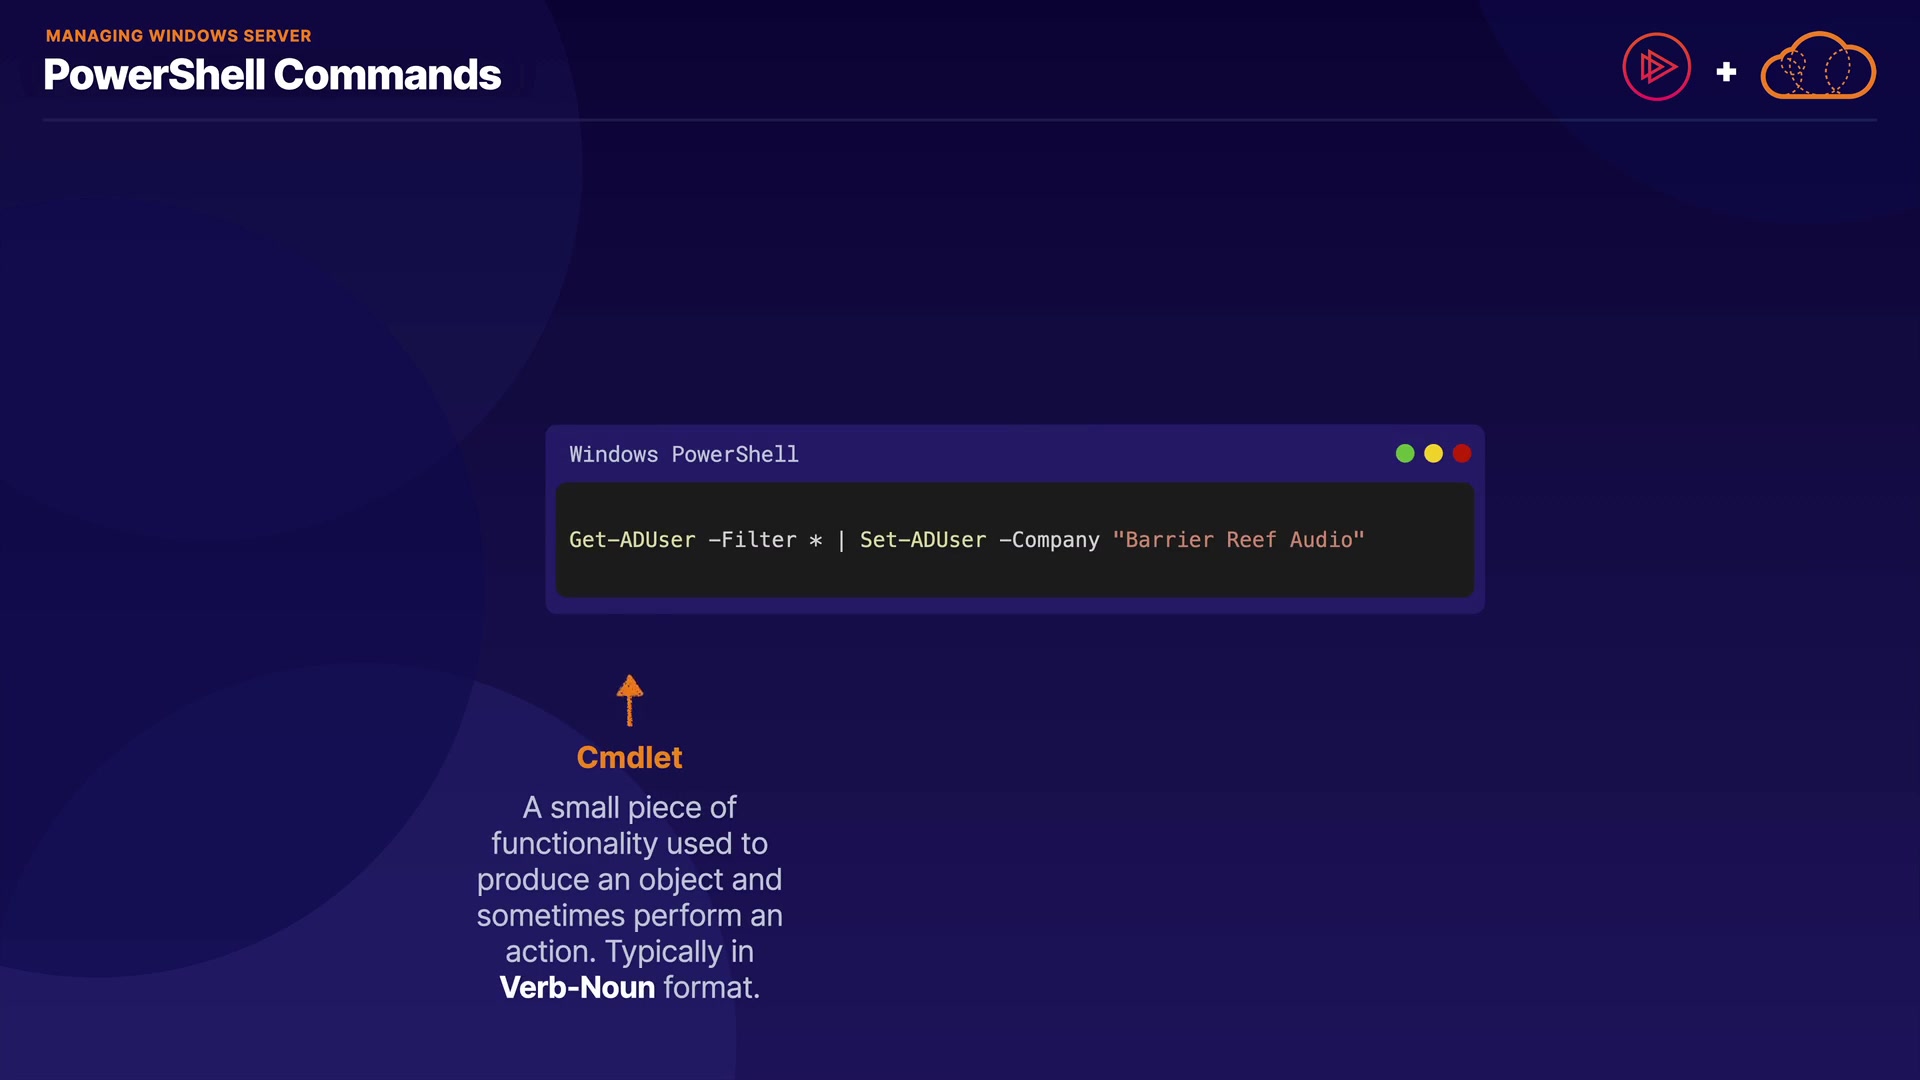 MANAGING WINDOWS SERVER
PowerShell Commands
Windows PowerShell
Get-ADUser -Filter * | Set-ADUser -Company "Barrier Reef Audio"
Cmdlet
A small piece of
functionality used to
produce an object and
sometimes perform an
action. Typically in
Verb-Noun format.